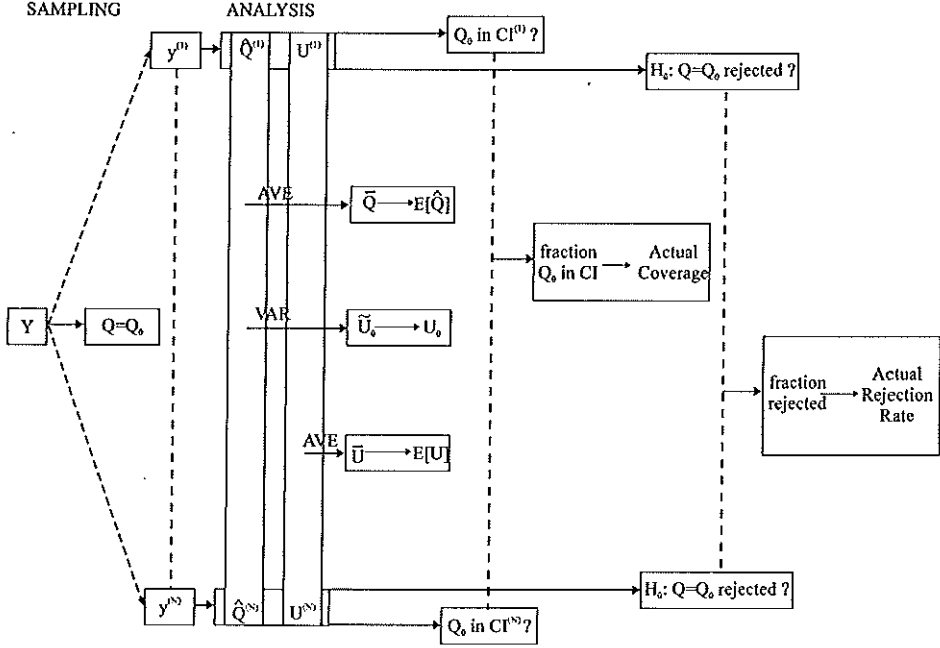 SAMPLING
ANALYSIS
y⁽¹⁾
Q̂⁽¹⁾
U⁽¹⁾
Q₀ in CI⁽¹⁾ ?
H₀: Q=Q₀ rejected ?
AVE
Q̄ → E[Q̂]
fraction
Q₀ in CI → Actual
Coverage
Y
Q=Q₀
VAR
Ũ₀ → U₀
fraction
rejected → Actual
Rejection
Rate
AVE
Ū → E[U]
y⁽ᴺ⁾
Q̂⁽ᴺ⁾
U⁽ᴺ⁾
H₀: Q=Q₀ rejected ?
Q₀ in CI⁽ᴺ⁾?